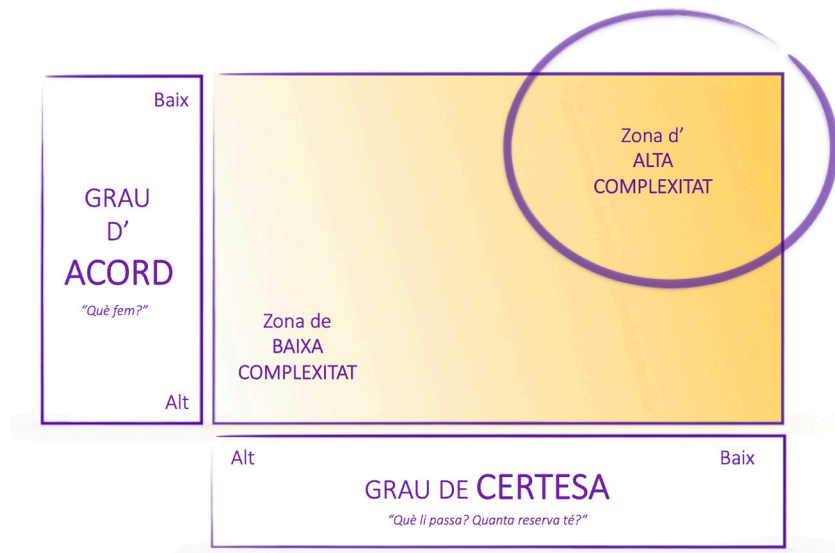 Baix
GRAU
D’
ACORD
“Què fem?”
Alt
Zona d’
ALTA
COMPLEXITAT
Zona de
BAIXA
COMPLEXITAT
Alt
Baix
GRAU DE CERTESA
“Què li passa? Quanta reserva té?”